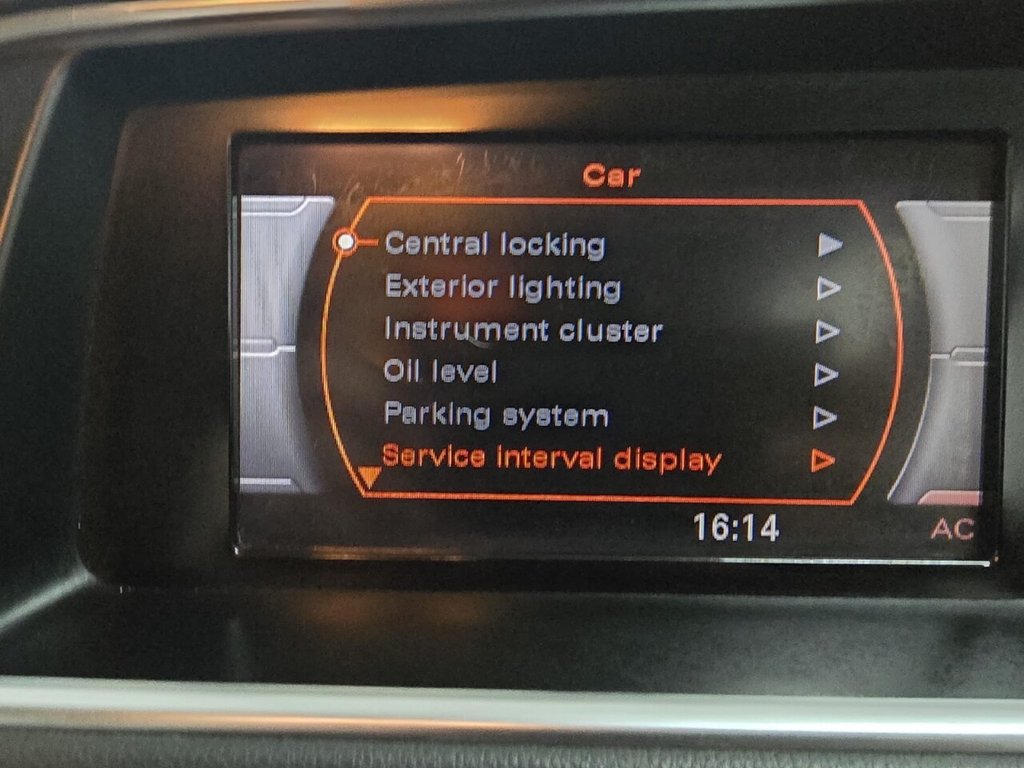 Car
Central locking
Exterior lighting
Instrument cluster
Oil level
Parking system
Service interval display
16:14
AC